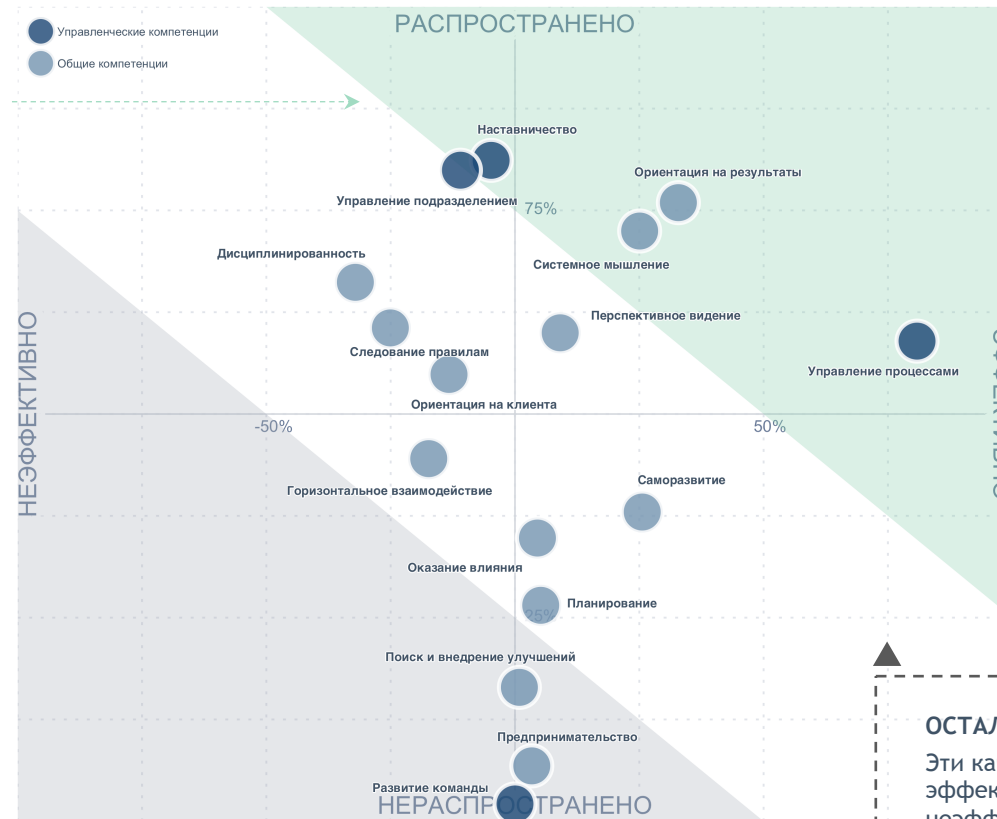 РАСПРОСТРАНЕНО
Управленческие компетенции
Общие компетенции
Наставничество
Ориентация на результаты
Управление подразделением
75%
Дисциплинированность
Системное мышление
Перспективное видение
Следование правилам
Управление процессами
Ориентация на клиента
НЕЭФФЕКТИВНО
-50%
50%
Горизонтальное взаимодействие
Саморазвитие
Оказание влияния
Планирование
25%
Поиск и внедрение улучшений
Предпринимательство
Развитие команды
НЕРАСПРОСТРАНЕНО
ОСТАЛ
Эти ка
эффек